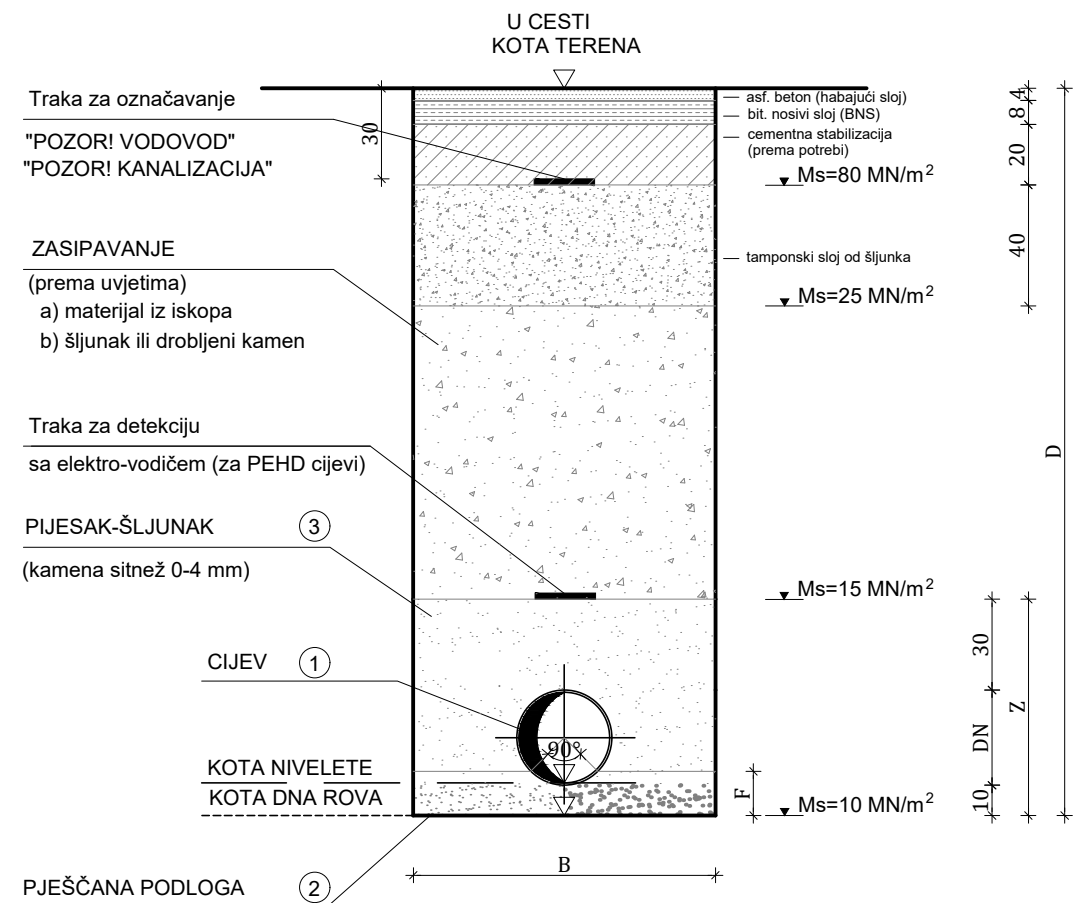 U CESTI
KOTA TERENA
Traka za označavanje
"POZOR! VODOVOD"
"POZOR! KANALIZACIJA"
30
asf. beton (habajući sloj)
bit. nosivi sloj (BNS)
cementna stabilizacija
(prema potrebi)
Ms=80 MN/m²
4
8
20
40
ZASIPAVANJE
(prema uvjetima)
a) materijal iz iskopa
b) šljunak ili drobljeni kamen
tamponski sloj od šljunka
Ms=25 MN/m²
Traka za detekciju
sa elektro-vodičem (za PEHD cijevi)
D
PIJESAK-ŠLJUNAK 3
(kamena sitnež 0-4 mm)
Ms=15 MN/m²
30
CIJEV 1
Z
DN
90°
KOTA NIVELETE
KOTA DNA ROVA
F
10
Ms=10 MN/m²
B
PJEŠČANA PODLOGA 2